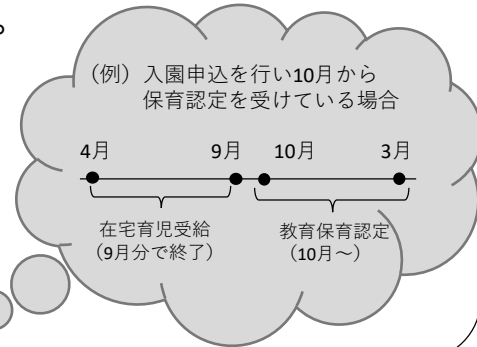 。
（例）入園申込を行い10月から
保育認定を受けている場合
4月 9月 10月 3月
在宅育児受給 教育保育認定
（9月分で終了） （10月～）